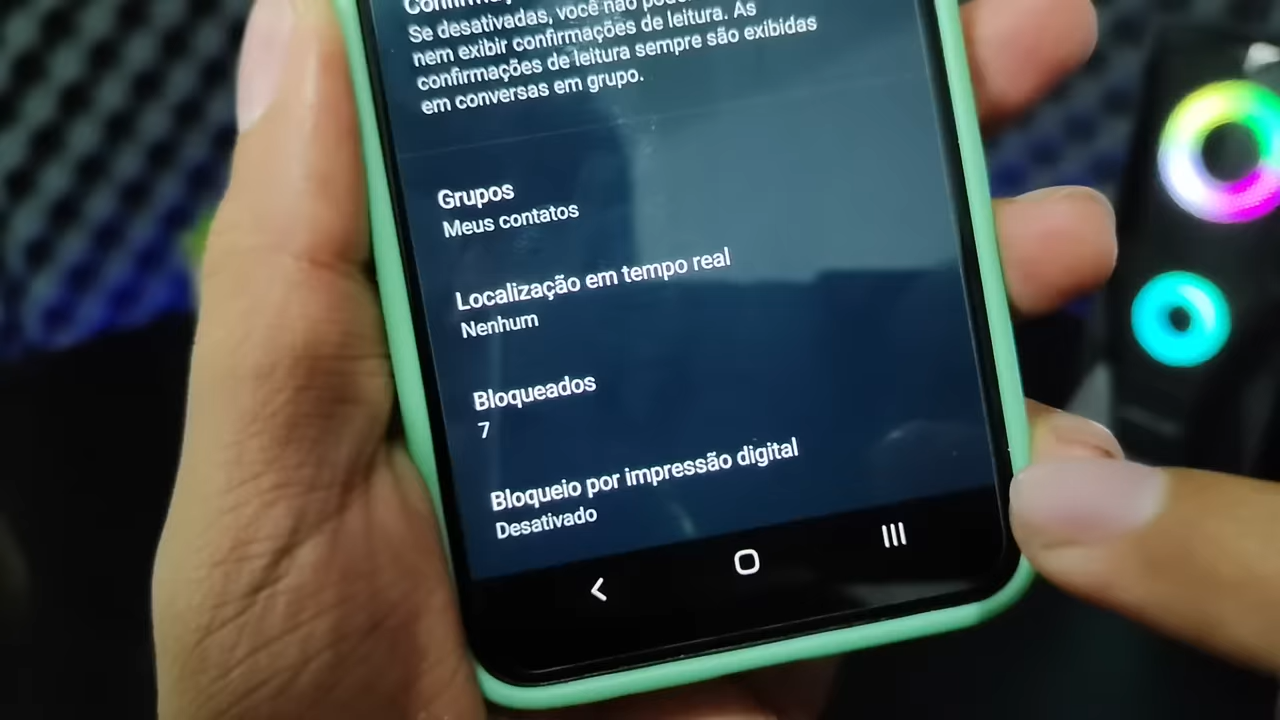 Se desativadas, você não
nem exibir confirmações de leitura. As
confirmações de leitura sempre são exibidas
em conversas em grupo.
Grupos
Meus contatos
Localização em tempo real
Nenhum
Bloqueados
7
Bloqueio por impressão digital
Desativado